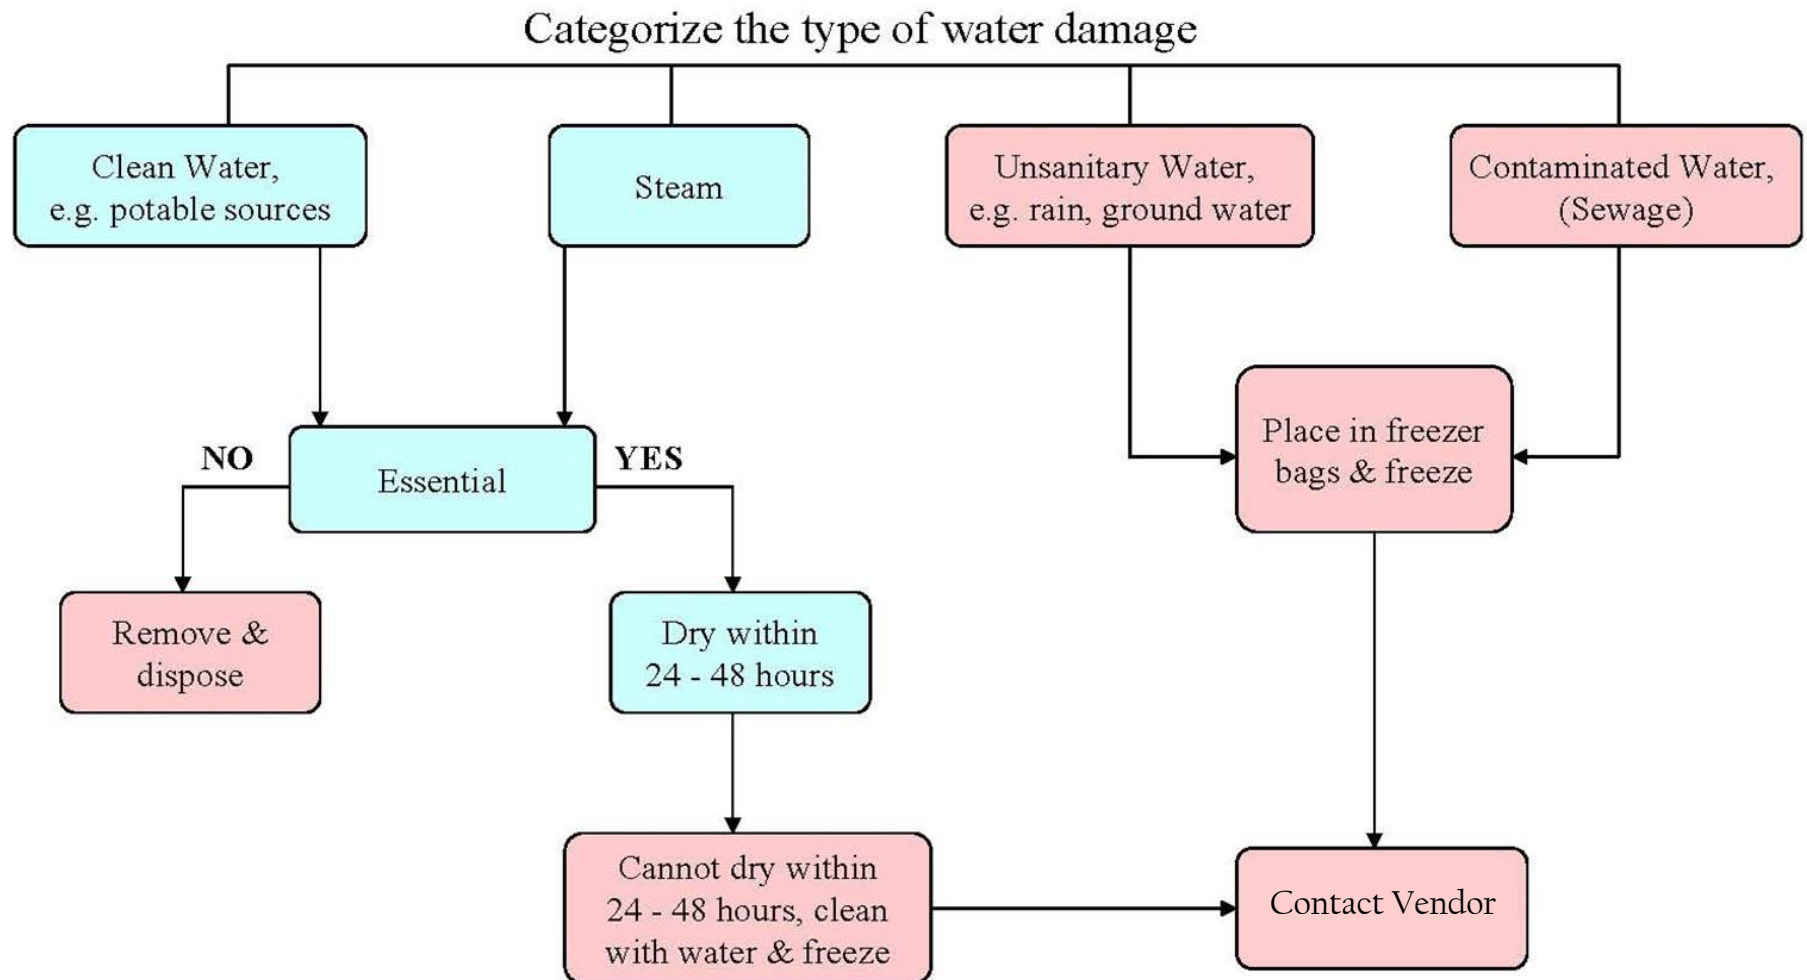 Categorize the type of water damage
Clean Water,
e.g. potable sources
Steam
Unsanitary Water,
e.g. rain, ground water
Contaminated Water,
(Sewage)
Place in freezer
bags & freeze
NO
Essential
YES
Remove &
dispose
Dry within
24 - 48 hours
Cannot dry within
24 - 48 hours, clean
with water & freeze
Contact Vendor